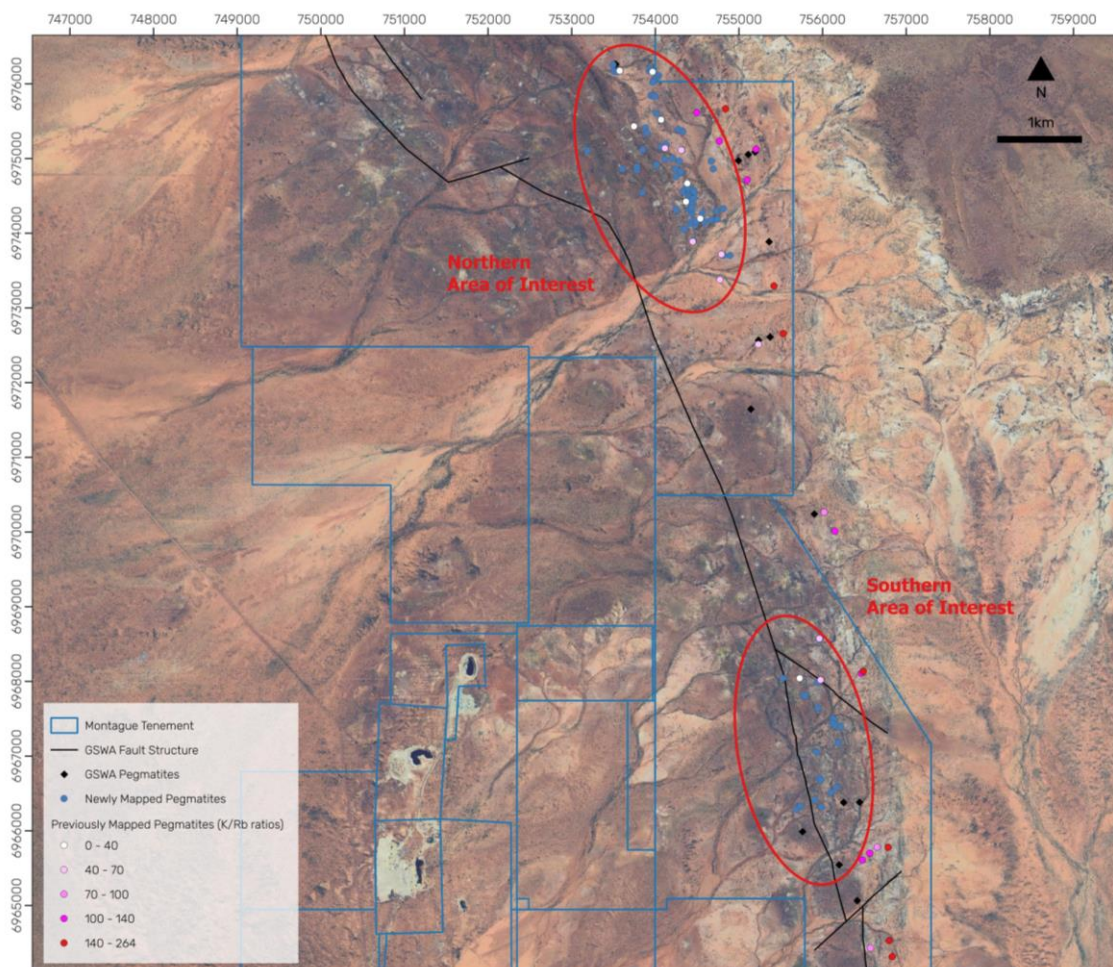 747000 748000 749000 750000 751000 752000 753000 754000 755000 756000 757000 758000 759000
6976000
6975000
6974000
6973000
6972000
6971000
6970000
6969000
6968000
6967000
6966000
6965000
N
1km
Northern
Area of Interest
Southern
Area of Interest
Montague Tenement
GSWA Fault Structure
GSWA Pegmatites
Newly Mapped Pegmatites
Previously Mapped Pegmatites (K/Rb ratios)
0 - 40
40 - 70
70 - 100
100 - 140
140 - 264